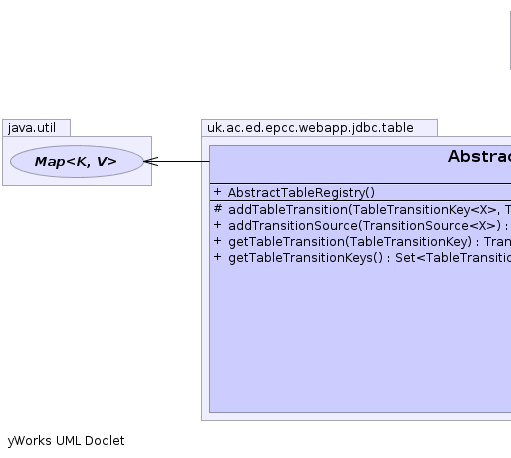 java.util
uk.ac.ed.epcc.webapp.jdbc.table
Map<K, V>
Abstrac
+ AbstractTableRegistry()
# addTableTransition(TableTransitionKey<X>, T
+ addTransitionSource(TransitionSource<X>) :
+ getTableTransition(TableTransitionKey) : Tran
+ getTableTransitionKeys() : Set<TableTransitio
yWorks UML Doclet